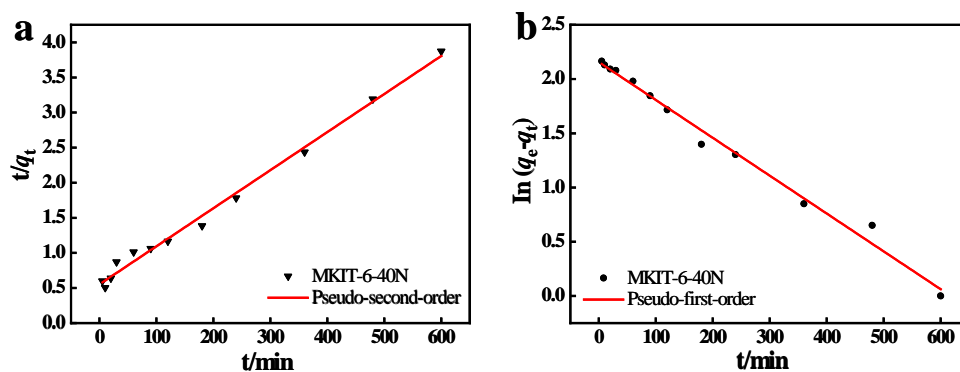 a
4.0
3.5
3.0
2.5
2.0
1.5
1.0
0.5
0.0
t/qt
0 100 200 300 400 500 600
t/min
MKIT-6-40N
Pseudo-second-order
b
2.5
2.0
1.5
1.0
0.5
0.0
In (qe-qt)
0 100 200 300 400 500 600
t/min
MKIT-6-40N
Pseudo-first-order